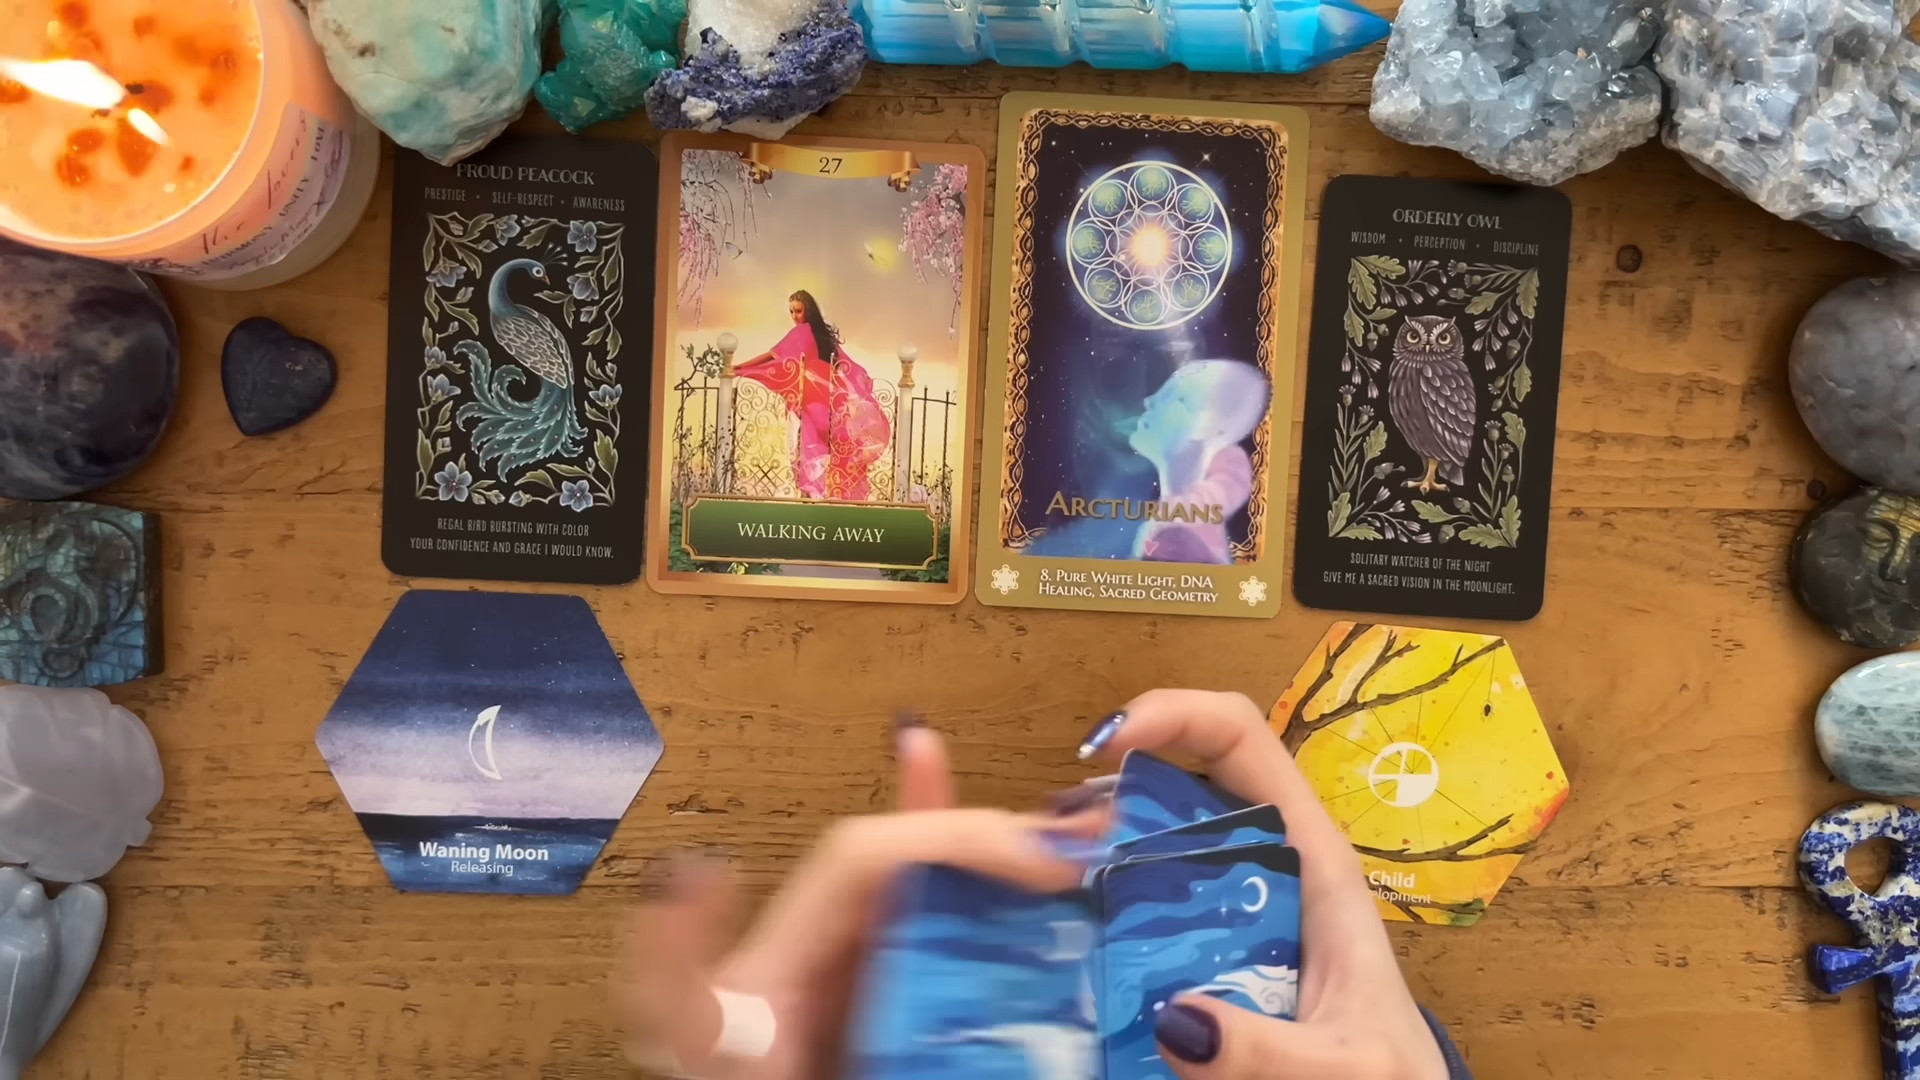 PROUD PEACOCK
PRESTIGE • SELF-RESPECT • AWARENESS
REGAL BIRD BURSTING WITH COLOR
YOUR CONFIDENCE AND GRACE I WOULD KNOW.
27
WALKING AWAY
ARCTURIANS
8. PURE WHITE LIGHT, DNA
HEALING, SACRED GEOMETRY
ORDERLY OWL
WISDOM • PERCEPTION • DISCIPLINE
SOLITARY WATCHER OF THE NIGHT
GIVE ME A SACRED VISION IN THE MOONLIGHT.
Waning Moon
Releasing
Child
lopment